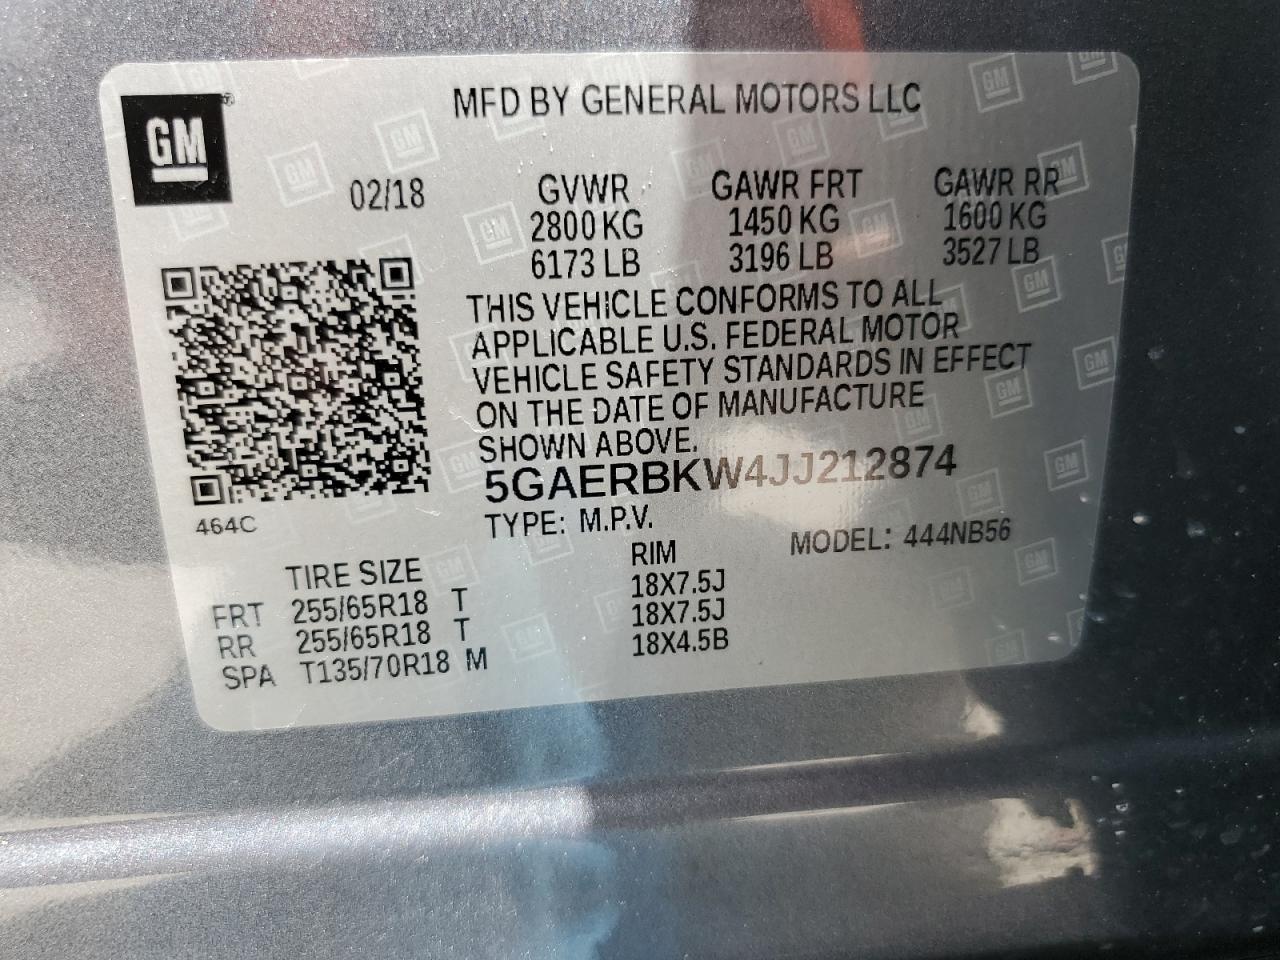 GM
MFD BY GENERAL MOTORS LLC
02/18
GVWR GAWR FRT GAWR RR
2800 KG 1450 KG 1600 KG
6173 LB 3196 LB 3527 LB
THIS VEHICLE CONFORMS TO ALL
APPLICABLE U.S. FEDERAL MOTOR
VEHICLE SAFETY STANDARDS IN EFFECT
ON THE DATE OF MANUFACTURE
SHOWN ABOVE.
5GAERBKW4JJ212874
464C
TYPE: M.P.V. MODEL: 444NB56
TIRE SIZE RIM
FRT 255/65R18 T 18X7.5J
RR 255/65R18 T 18X7.5J
SPA T135/70R18 M 18X4.5B